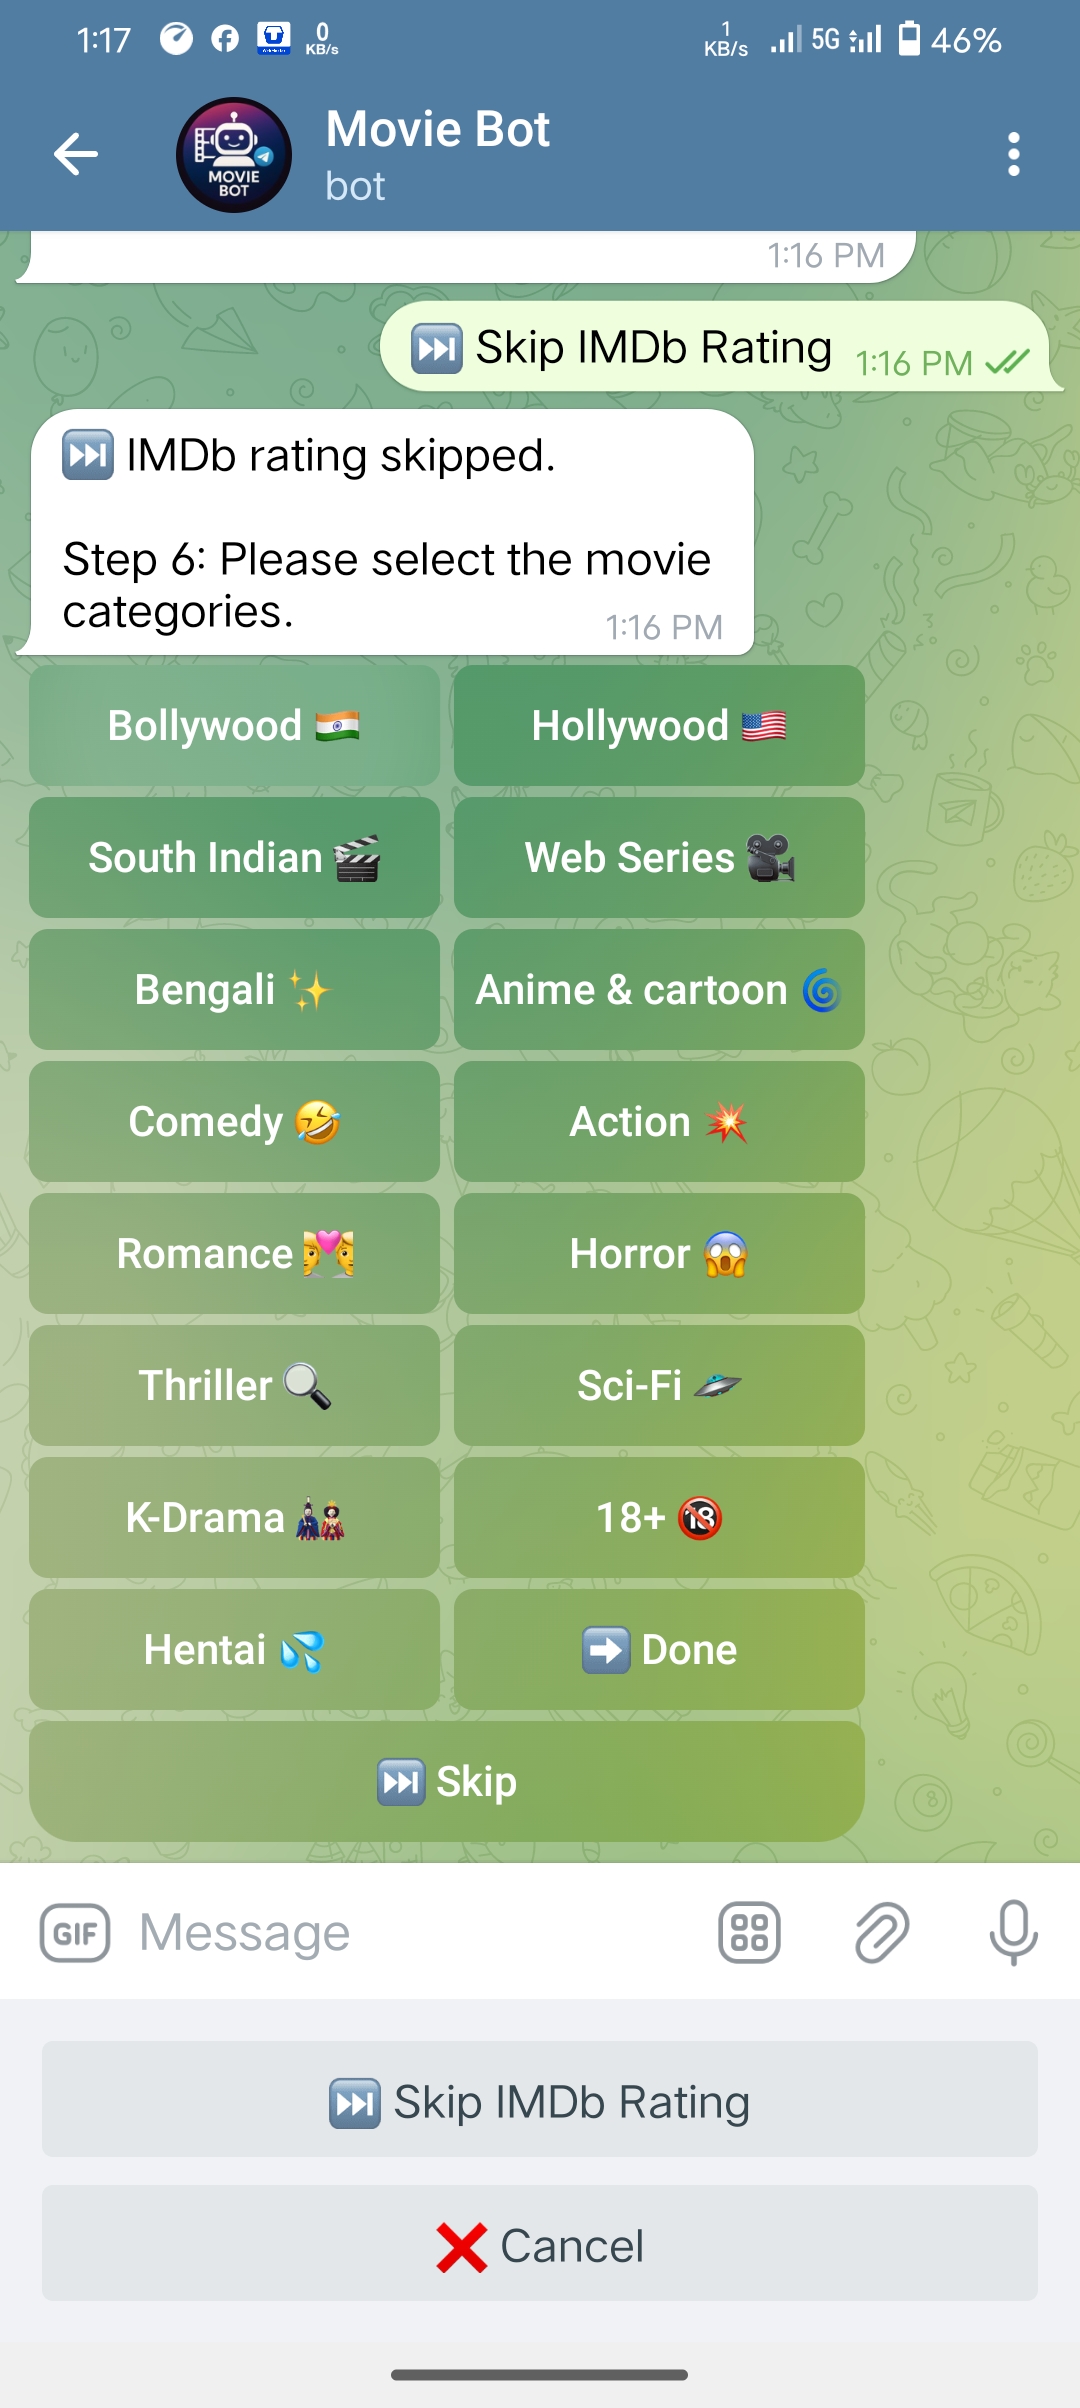 1:17 0 KB/s 1 KB/s 5G 46%
MOVIE BOT
Movie Bot
bot
1:16 PM
⏭ Skip IMDb Rating 1:16 PM
⏭ IMDb rating skipped.
Step 6: Please select the movie
categories. 1:16 PM
Bollywood 🇮🇳 Hollywood 🇺🇸
South Indian 🎬 Web Series 🎥
Bengali ✨ Anime & cartoon 🌀
Comedy 🤣 Action 💥
Romance 💏 Horror 😱
Thriller 🔍 Sci-Fi 🛸
K-Drama 🎎 18+ 🔞
Hentai 💦 ➡ Done
⏭ Skip
GIF Message
⏭ Skip IMDb Rating
❌ Cancel